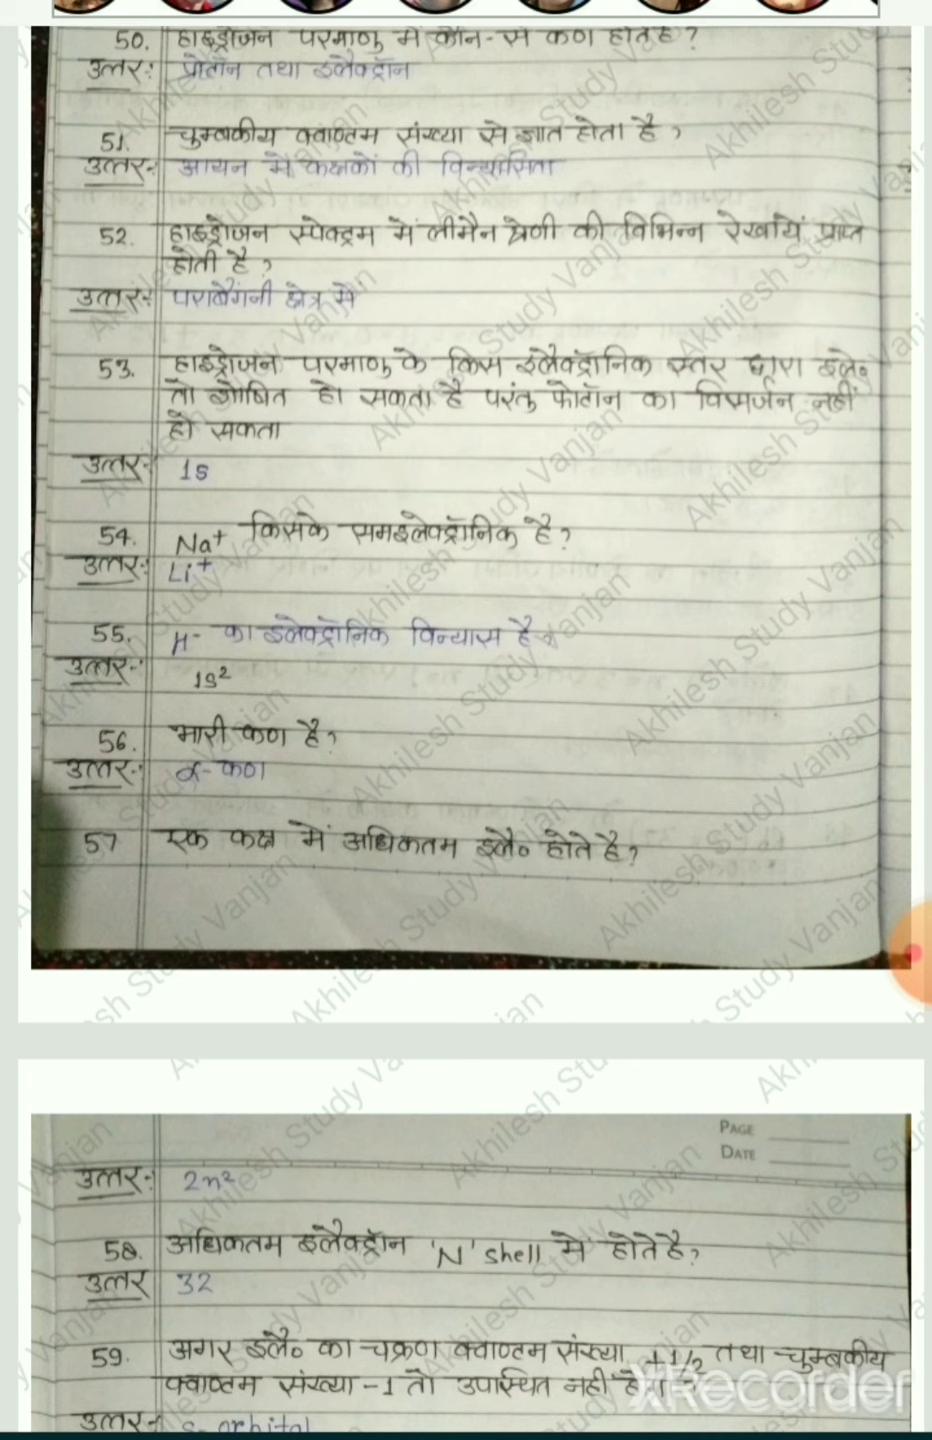 50. हाइड्रोजन परमाणु में कौन-से कण होते है?
उत्तर: प्रोटॉन तथा इलैक्ट्रॉन
51. चुम्बकीय क्वाण्टम संख्या से ज्ञात होता है?
उत्तर:- आयन में कक्षकों की विन्यासिता
52. हाइड्रोजन स्पेक्ट्रम में लीमैन श्रेणी की विभिन्न रेखायें प्राप्त
होती है?
उत्तर:- पराबैंगनी क्षेत्र से
53. हाइड्रोजन परमाणु के किस इलैक्ट्रॉनिक स्तर द्वारा इलै०
तो शोषित हो सकता है परंतु फोटॉन का विसर्जन नहीं
हो सकता
उत्तर:- 1s
54. Na+ किसके समइलेक्ट्रॉनिक है?
उत्तर:- Li+
55. H- का इलेक्ट्रॉनिक विन्यास है
उत्तर:- 1s²
56. भारी कण है?
उत्तर:- α-कण
57 एक कक्ष में अधिकतम इलै० होते है?
PAGE
DATE
उत्तर:- 2n²
58. अधिकतम इलैक्ट्रॉन 'N' shell में होते है?
उत्तर 32
59. अगर इलै० का चक्रण क्वाण्टम संख्या +1/2 तथा चुम्बकीय
क्वाण्टम संख्या -1 तो उपस्थित नही
XRecorder
उत्तर:- s-orbital
Akhilesh Study Vanjan